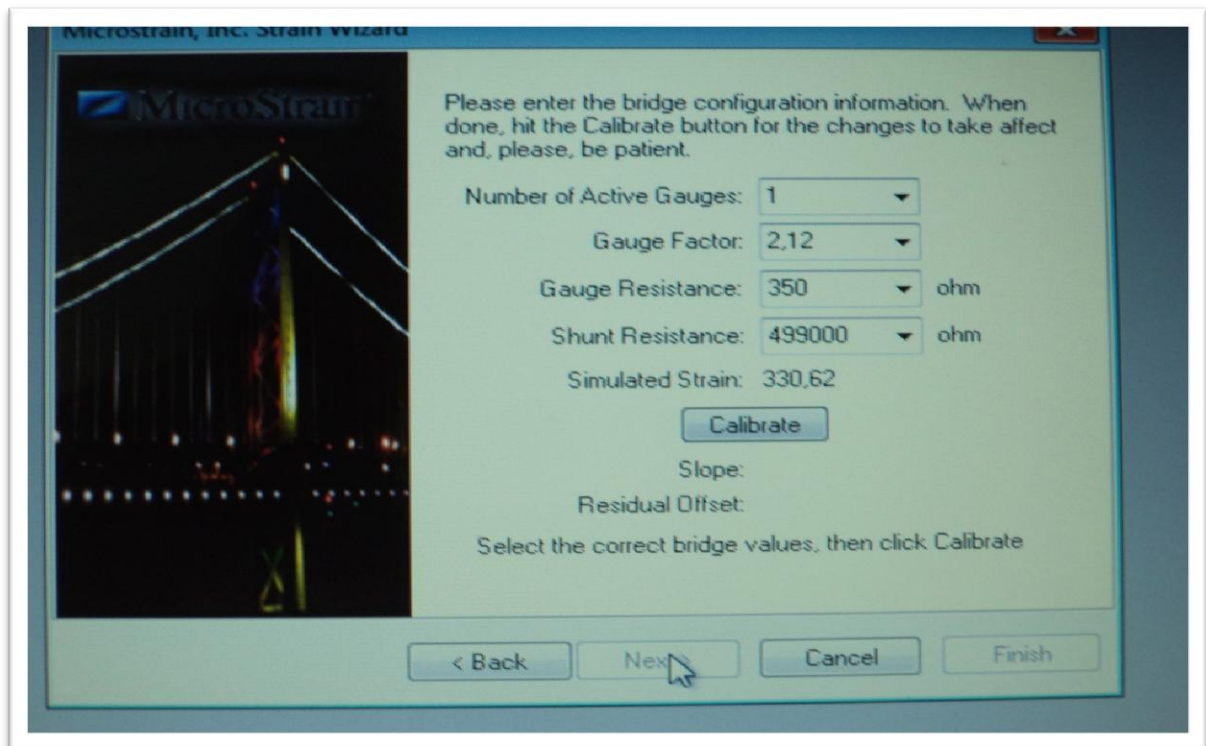 Microstrain, Inc. Strain Wizard
MicroStrain
Please enter the bridge configuration information. When
done, hit the Calibrate button for the changes to take affect
and, please, be patient.
Number of Active Gauges: 1
Gauge Factor: 2,12
Gauge Resistance: 350 ohm
Shunt Resistance: 499000 ohm
Simulated Strain: 330,62
Calibrate
Slope:
Residual Offset:
Select the correct bridge values, then click Calibrate
< Back Next > Cancel Finish